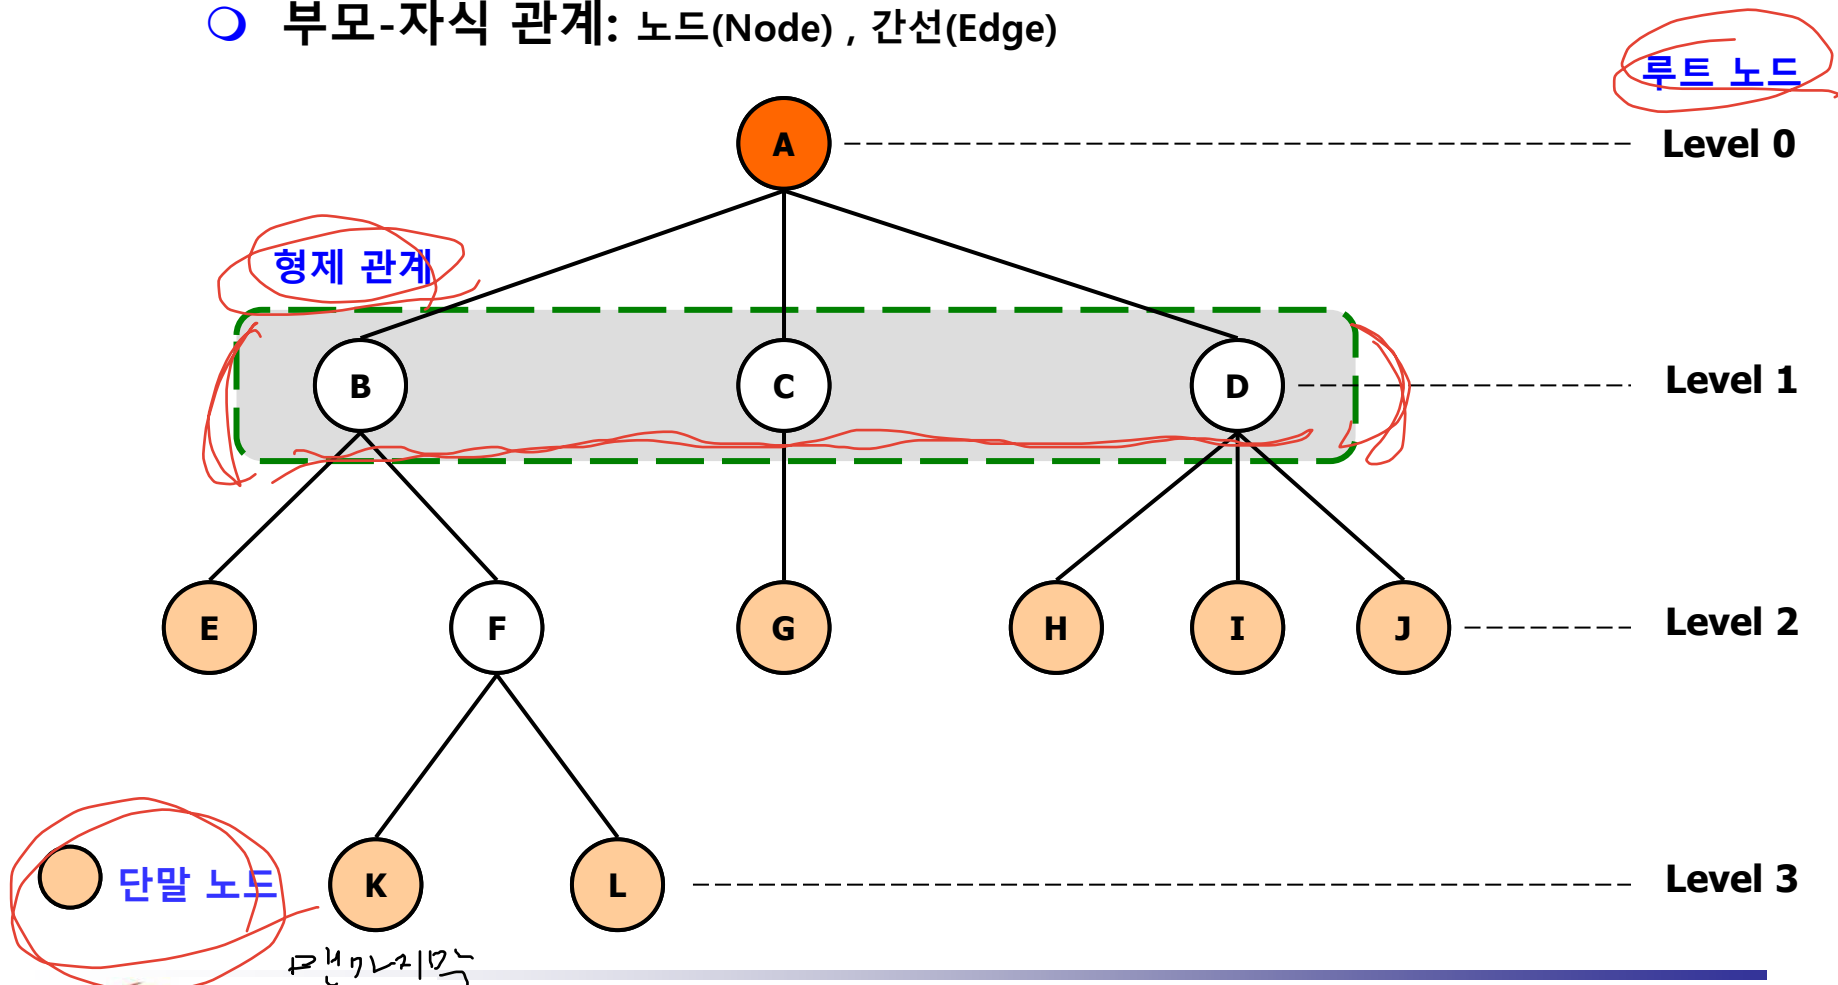 부모-자식 관계: 노드(Node) , 간선(Edge)
루트 노드
A
Level 0
형제 관계
B C D
Level 1
E F G H I J
Level 2
단말 노드
K L
Level 3
맨마지막